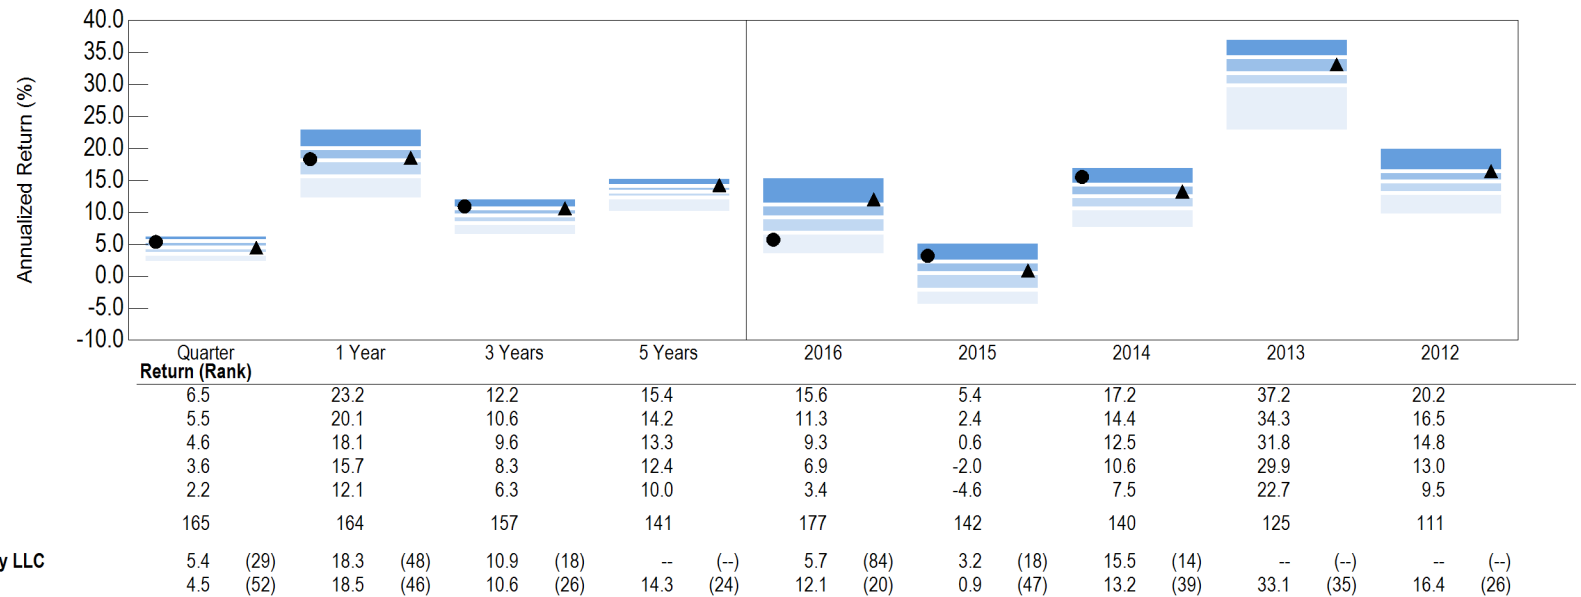 40.0
35.0
30.0
25.0
20.0
15.0
10.0
5.0
0.0
-5.0
-10.0
Annualized Return (%)
Quarter 1 Year 3 Years 5 Years 2016 2015 2014 2013 2012
Return (Rank)
6.5 23.2 12.2 15.4 15.6 5.4 17.2 37.2 20.2
5.5 20.1 10.6 14.2 11.3 2.4 14.4 34.3 16.5
4.6 18.1 9.6 13.3 9.3 0.6 12.5 31.8 14.8
3.6 15.7 8.3 12.4 6.9 -2.0 10.6 29.9 13.0
2.2 12.1 6.3 10.0 3.4 -4.6 7.5 22.7 9.5
165 164 157 141 177 142 140 125 111
y LLC 5.4 (29) 18.3 (48) 10.9 (18) -- (--) 5.7 (84) 3.2 (18) 15.5 (14) -- (--) -- (--)
4.5 (52) 18.5 (46) 10.6 (26) 14.3 (24) 12.1 (20) 0.9 (47) 13.2 (39) 33.1 (35) 16.4 (26)